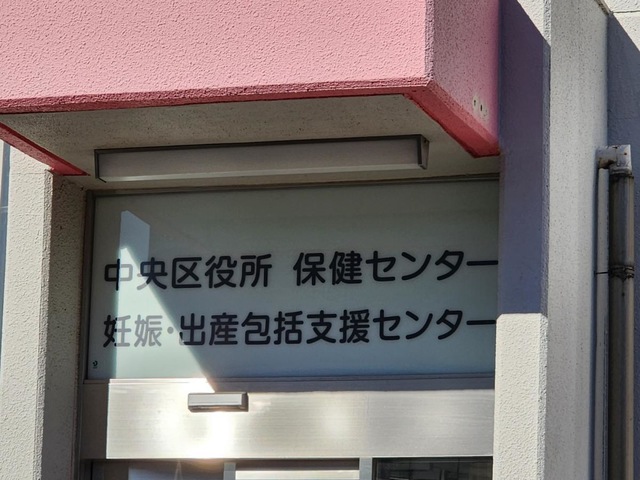 中央区役所 保健センター
妊娠・出産包括支援センター